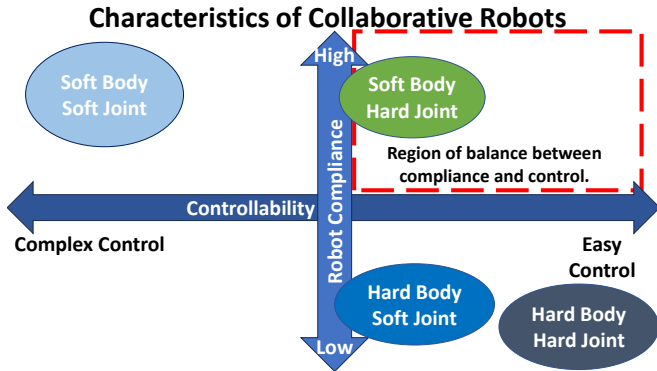 Characteristics of Collaborative Robots
High
Soft Body
Soft Joint
Soft Body
Hard Joint
Region of balance between
compliance and control.
Robot Compliance
Controllability
Complex Control
Easy
Control
Hard Body
Soft Joint
Hard Body
Hard Joint
Low